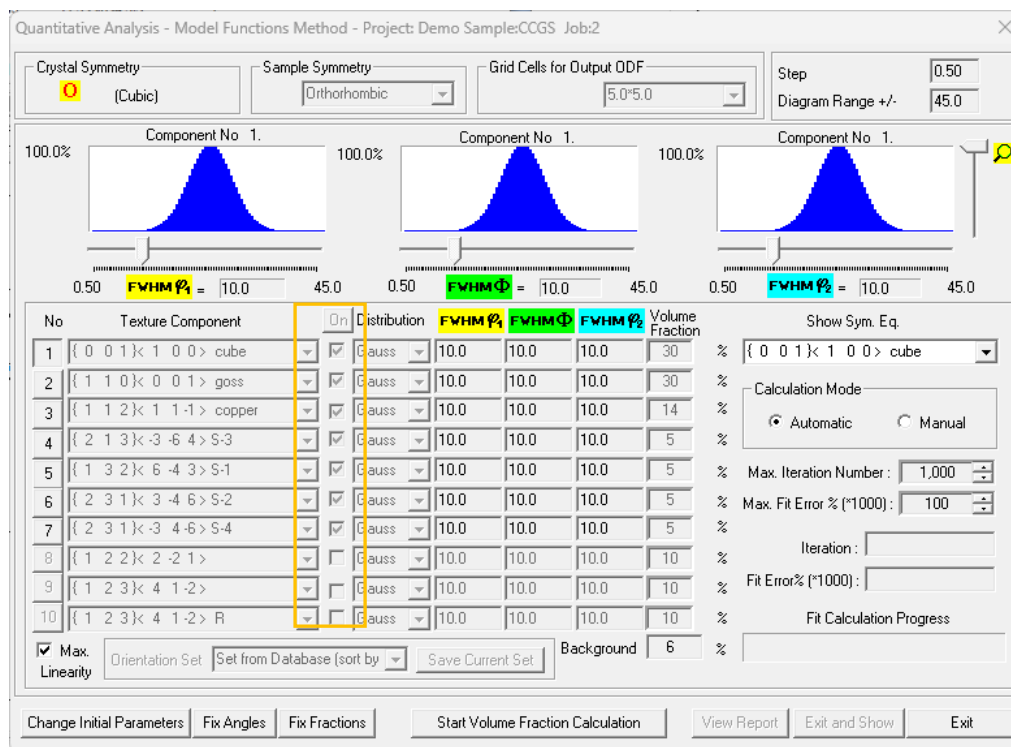 Quantitative Analysis - Model Functions Method - Project: Demo Sample:CCGS Job:2
Crystal Symmetry
O (Cubic)
Sample Symmetry
Orthorhombic
Grid Cells for Output ODF
5.0*5.0
Step 0.50
Diagram Range +/- 45.0
Component No 1.
100.0%
0.50 FWHM φ1 = 10.0 45.0
Component No 1.
100.0%
0.50 FWHM Φ = 10.0 45.0
Component No 1.
100.0%
0.50 FWHM φ2 = 10.0 45.0
No Texture Component On Distribution FWHM φ1 FWHM Φ FWHM φ2 Volume Fraction
1 { 0 0 1}< 1 0 0> cube Gauss 10.0 10.0 10.0 30 %
2 { 1 1 0}< 0 0 1> goss Gauss 10.0 10.0 10.0 30 %
3 { 1 1 2}< 1 1 -1> copper Gauss 10.0 10.0 10.0 14 %
4 { 2 1 3}< -3 -6 4> S-3 Gauss 10.0 10.0 10.0 5 %
5 { 1 3 2}< 6 -4 3> S-1 Gauss 10.0 10.0 10.0 5 %
6 { 2 3 1}< 3 -4 6> S-2 Gauss 10.0 10.0 10.0 5 %
7 { 2 3 1}< -3 4 -6> S-4 Gauss 10.0 10.0 10.0 5 %
8 { 1 2 2}< 2 -2 1> Gauss 10.0 10.0 10.0 10 %
9 { 1 2 3}< 4 1 -2> Gauss 10.0 10.0 10.0 10 %
10 { 1 2 3}< 4 1 -2> R Gauss 10.0 10.0 10.0 10 %
Max. Linearity
Orientation Set Set from Database (sort by Save Current Set
Background 6 %
Show Sym. Eq.
{ 0 0 1}< 1 0 0> cube
Calculation Mode
Automatic Manual
Max. Iteration Number : 1,000
Max. Fit Error % (*1000) : 100
Iteration :
Fit Error% (*1000) :
Fit Calculation Progress
Change Initial Parameters Fix Angles Fix Fractions Start Volume Fraction Calculation View Report Exit and Show Exit